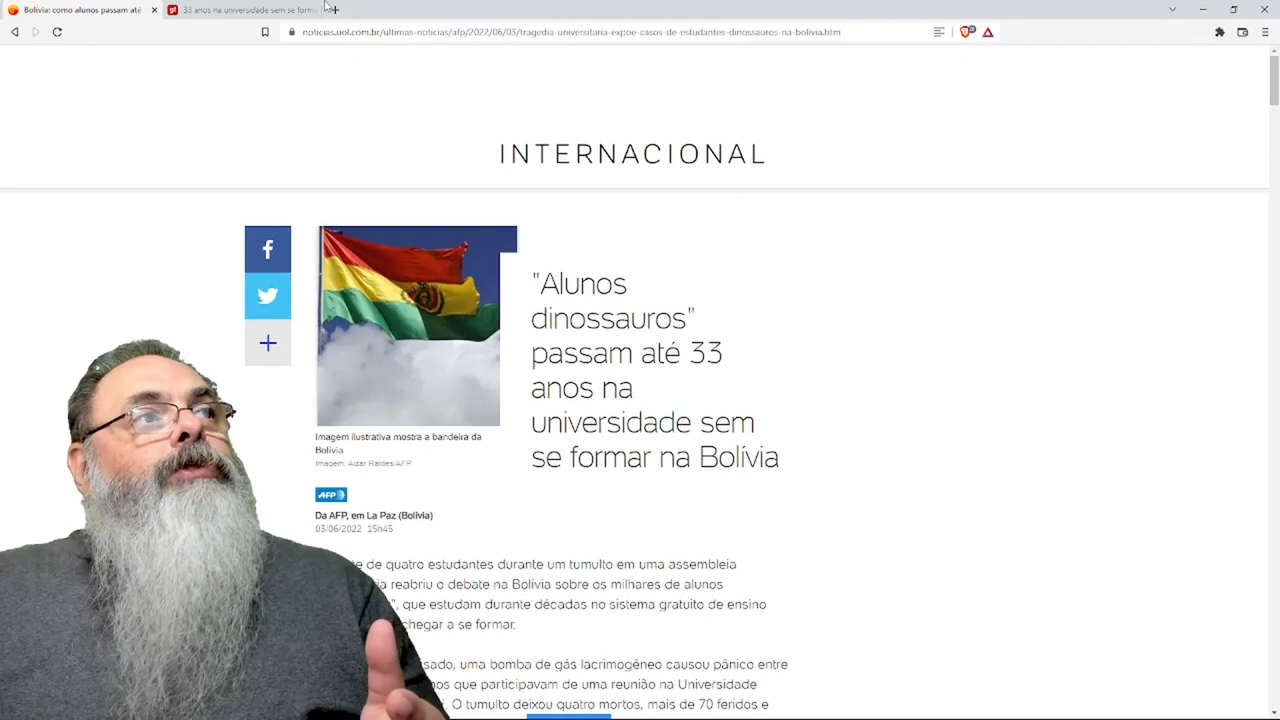 Bolívia: como alunos passam até
33 anos na universidade sem se forma
noticias.uol.com.br/ultimas-noticias/afp/2022/06/03/tragedia-universitaria-expoe-casos-de-estudantes-dinossauros-na-bolivia.htm
INTERNACIONAL
"Alunos
dinossauros"
passam até 33
anos na
universidade sem
se formar na Bolívia
Imagem ilustrativa mostra a bandeira da
Bolívia
Imagem: Aizar Raldes/AFP
AFP
Da AFP, em La Paz (Bolívia)
03/06/2022 15h45
de quatro estudantes durante um tumulto em uma assembleia
reabriu o debate na Bolívia sobre os milhares de alunos
que estudam durante décadas no sistema gratuito de ensino
chegar a se formar.
uma bomba de gás lacrimogêneo causou pânico entre
que participavam de uma reunião na Universidade
O tumulto deixou quatro mortos, mais de 70 feridos e